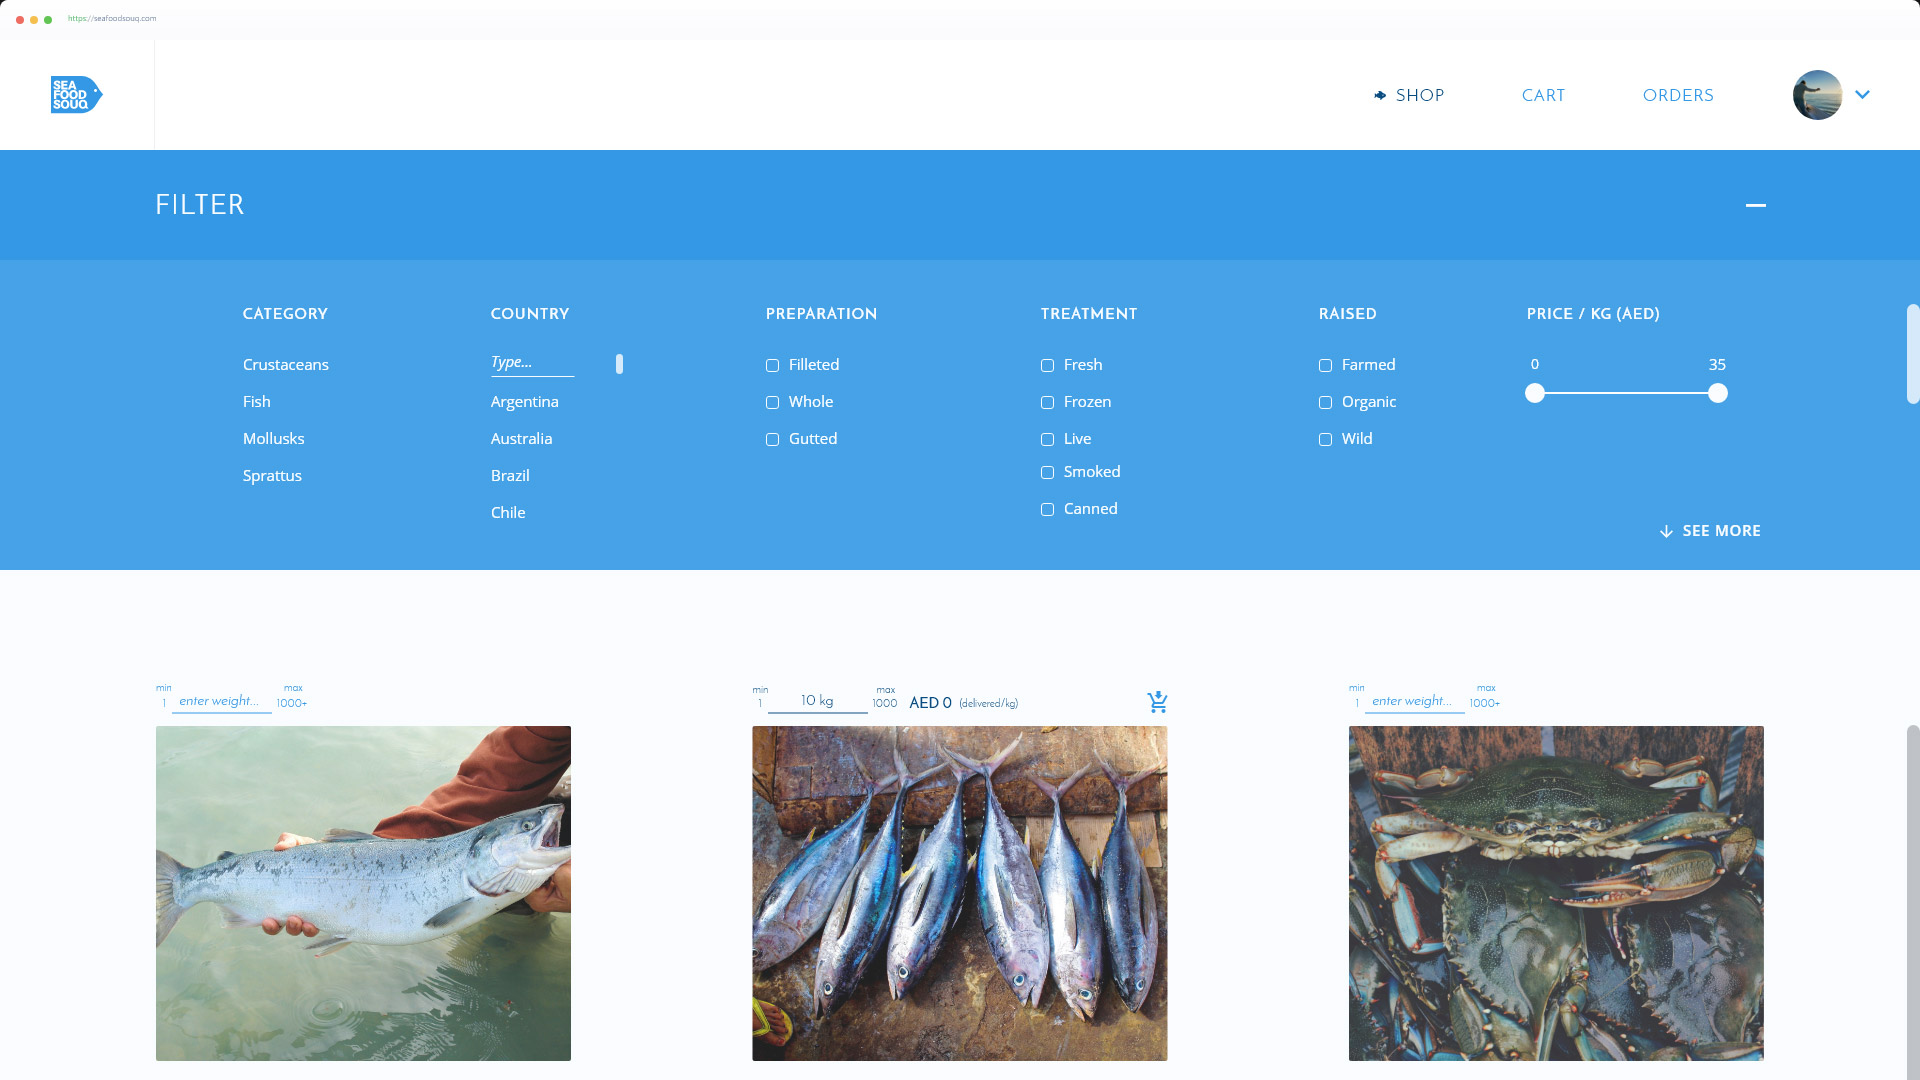 https://seafoodsouq.com
SEA
FOOD
SOUQ
SHOP
CART
ORDERS
FILTER
CATEGORY
Crustaceans
Fish
Mollusks
Sprattus
COUNTRY
Type...
Argentina
Australia
Brazil
Chile
PREPARATION
Filleted
Whole
Gutted
TREATMENT
Fresh
Frozen
Live
Smoked
Canned
RAISED
Farmed
Organic
Wild
PRICE / KG (AED)
0 35
SEE MORE
min max
1 enter weight... 1000+
min max
1 10 kg 1000 AED 0 (delivered/kg)
min max
1 enter weight... 1000+